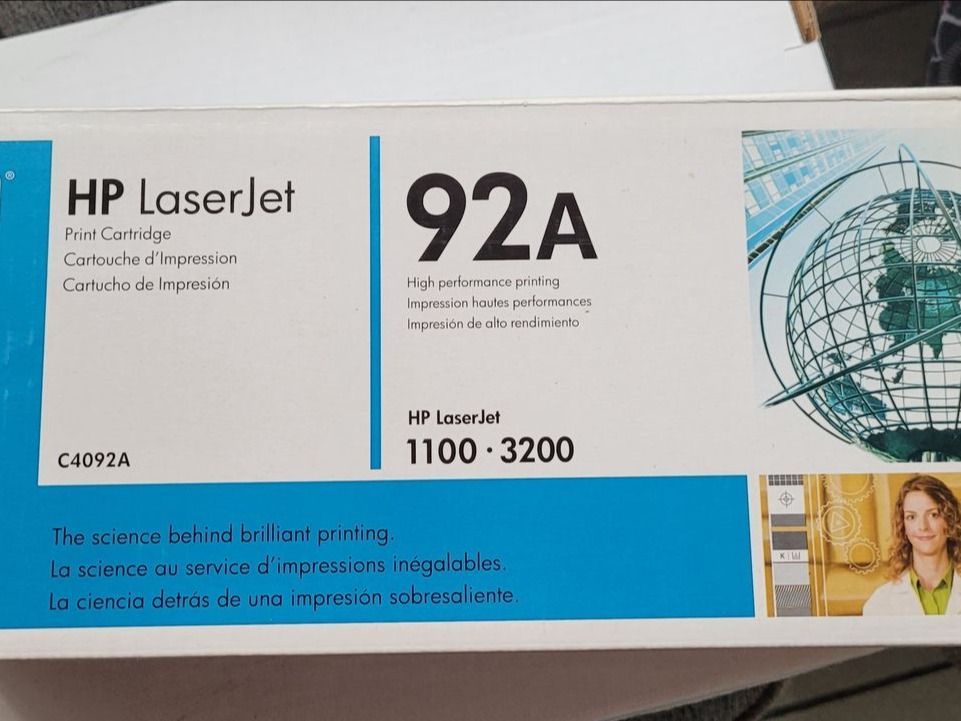 ®
HP LaserJet
Print Cartridge
Cartouche d'Impression
Cartucho de Impresión
C4092A
92A
High performance printing
Impression hautes performances
Impresión de alto rendimiento
HP LaserJet
1100 · 3200
The science behind brilliant printing.
La science au service d'impressions inégalables.
La ciencia detrás de una impresión sobresaliente.
K